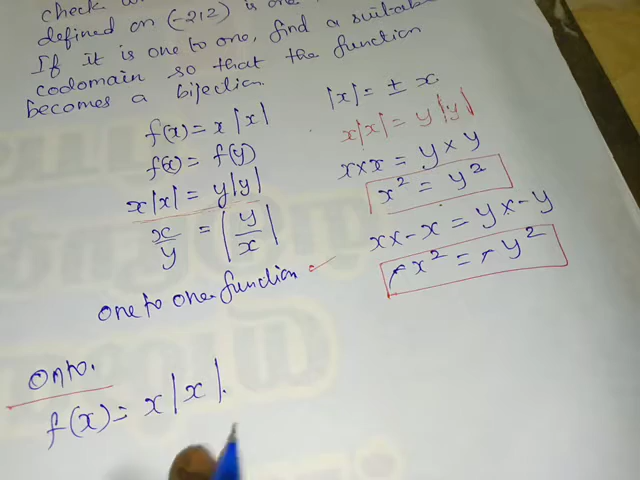 check
defined on (-2,2) is one
If it is one to one, find a suitable
codomain so that the function
becomes a bijection
f(x) = x|x|
f(x) = f(y)
x|x| = y|y|
x/y = |y/x|
one to one function ✓
|x| = ± x.
x|x| = y|y|
x×x = y×y
x² = y²
x×-x = y×-y
-x² = -y²
onto.
f(x) = x|x|.